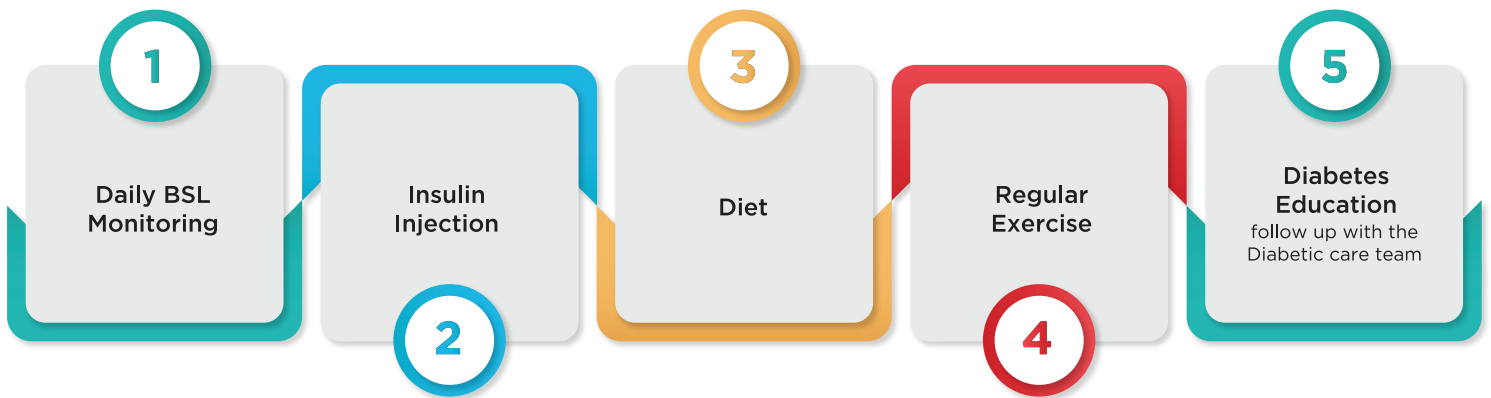 1
Daily BSL
Monitoring
Insulin
Injection
2
3
Diet
Regular
Exercise
4
5
Diabetes
Education
follow up with the
Diabetic care team